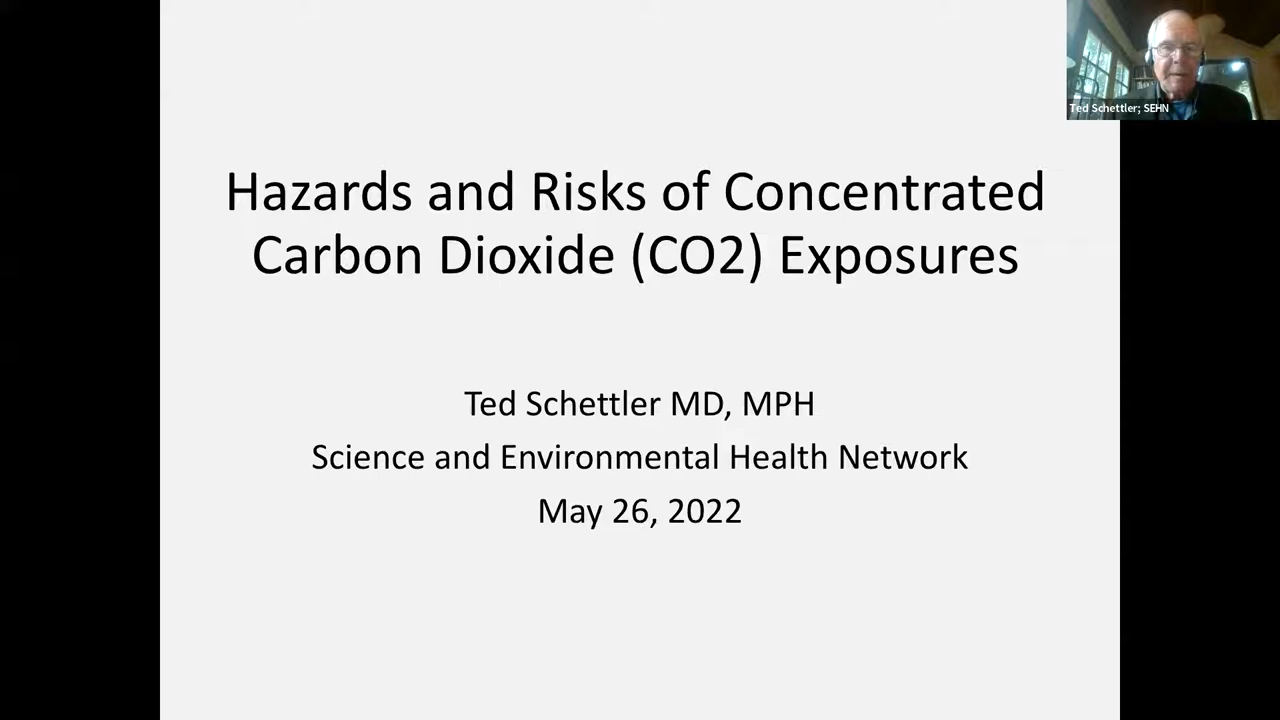 Ted Schettler; SEHN
Hazards and Risks of Concentrated
Carbon Dioxide (CO2) Exposures
Ted Schettler MD, MPH
Science and Environmental Health Network
May 26, 2022